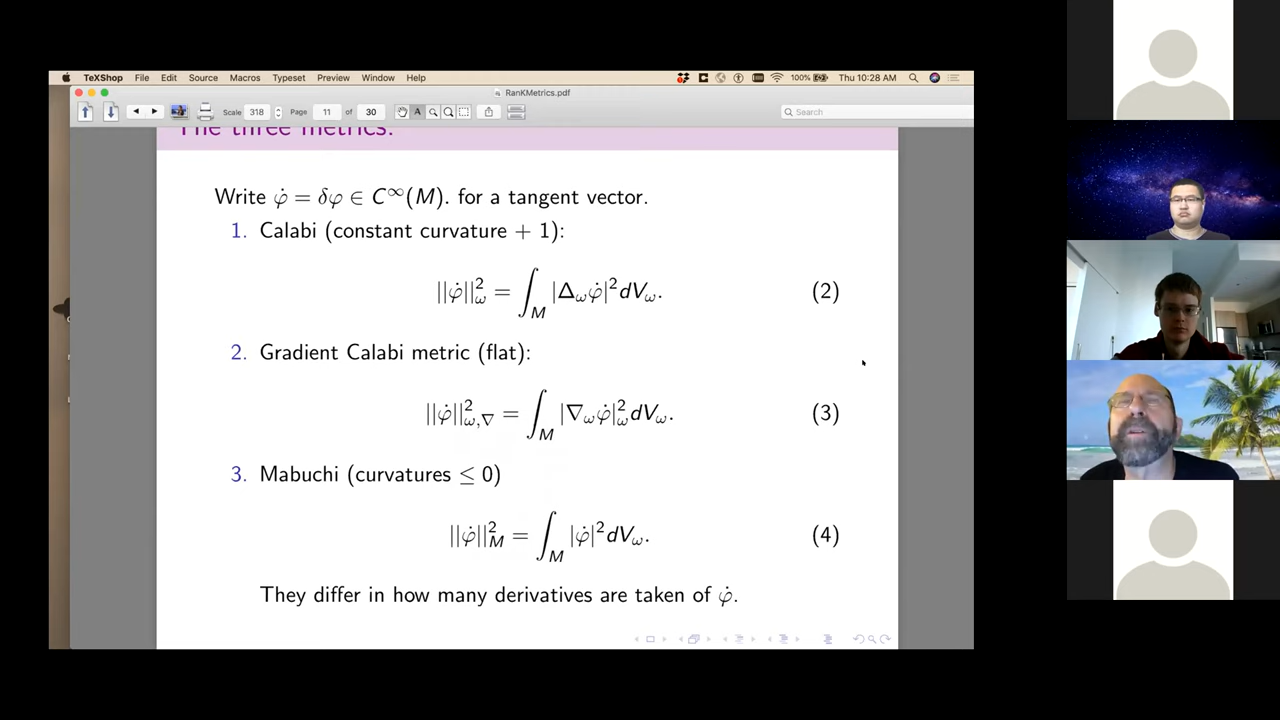 TeXShop File Edit Source Macros Typeset Preview Window Help 100% Thu 10:28 AM
RanKMetrics.pdf
Scale 318 Page 11 of 30 A Search
The three metrics.
Write φ̇ = δφ ∈ C^∞(M). for a tangent vector.
1. Calabi (constant curvature + 1):
||φ̇||²_ω = ∫_M |Δ_ω φ̇|² dV_ω. (2)
2. Gradient Calabi metric (flat):
||φ̇||²_{ω,∇} = ∫_M |∇_ω φ̇|²_ω dV_ω. (3)
3. Mabuchi (curvatures ≤ 0)
||φ̇||²_M = ∫_M |φ̇|² dV_ω. (4)
They differ in how many derivatives are taken of φ̇.